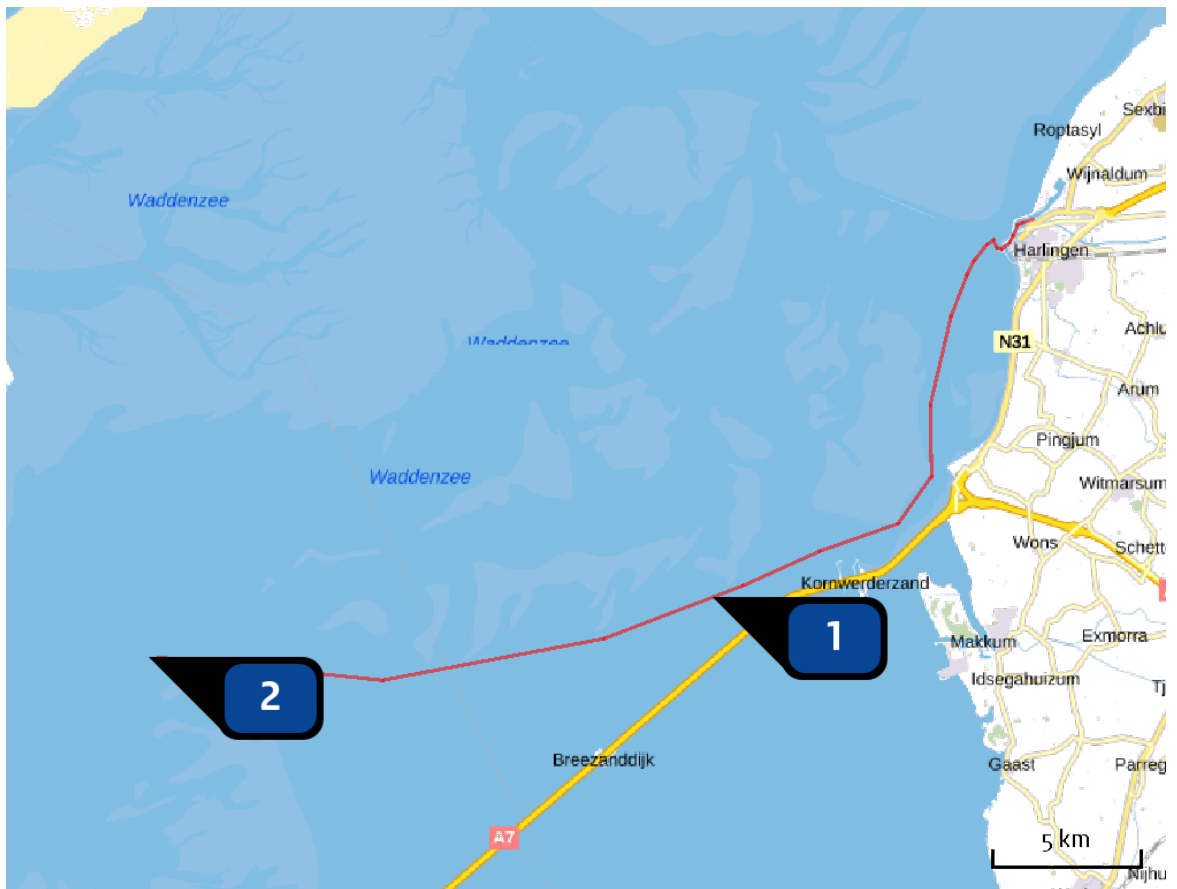 Sexbi
Roptasyl
Wijnaldum
Waddenzee
Harlingen
Achlu
N31
Waddenzee
Arum
Pingjum
Waddenzee
Witmarsum
Wons
Schett
Kornwerderzand
1
Makkum
Exmorra
Idsegahuizum
Tj
2
Breezanddijk
Gaast
Parreg
A7
5 km
Nijhu